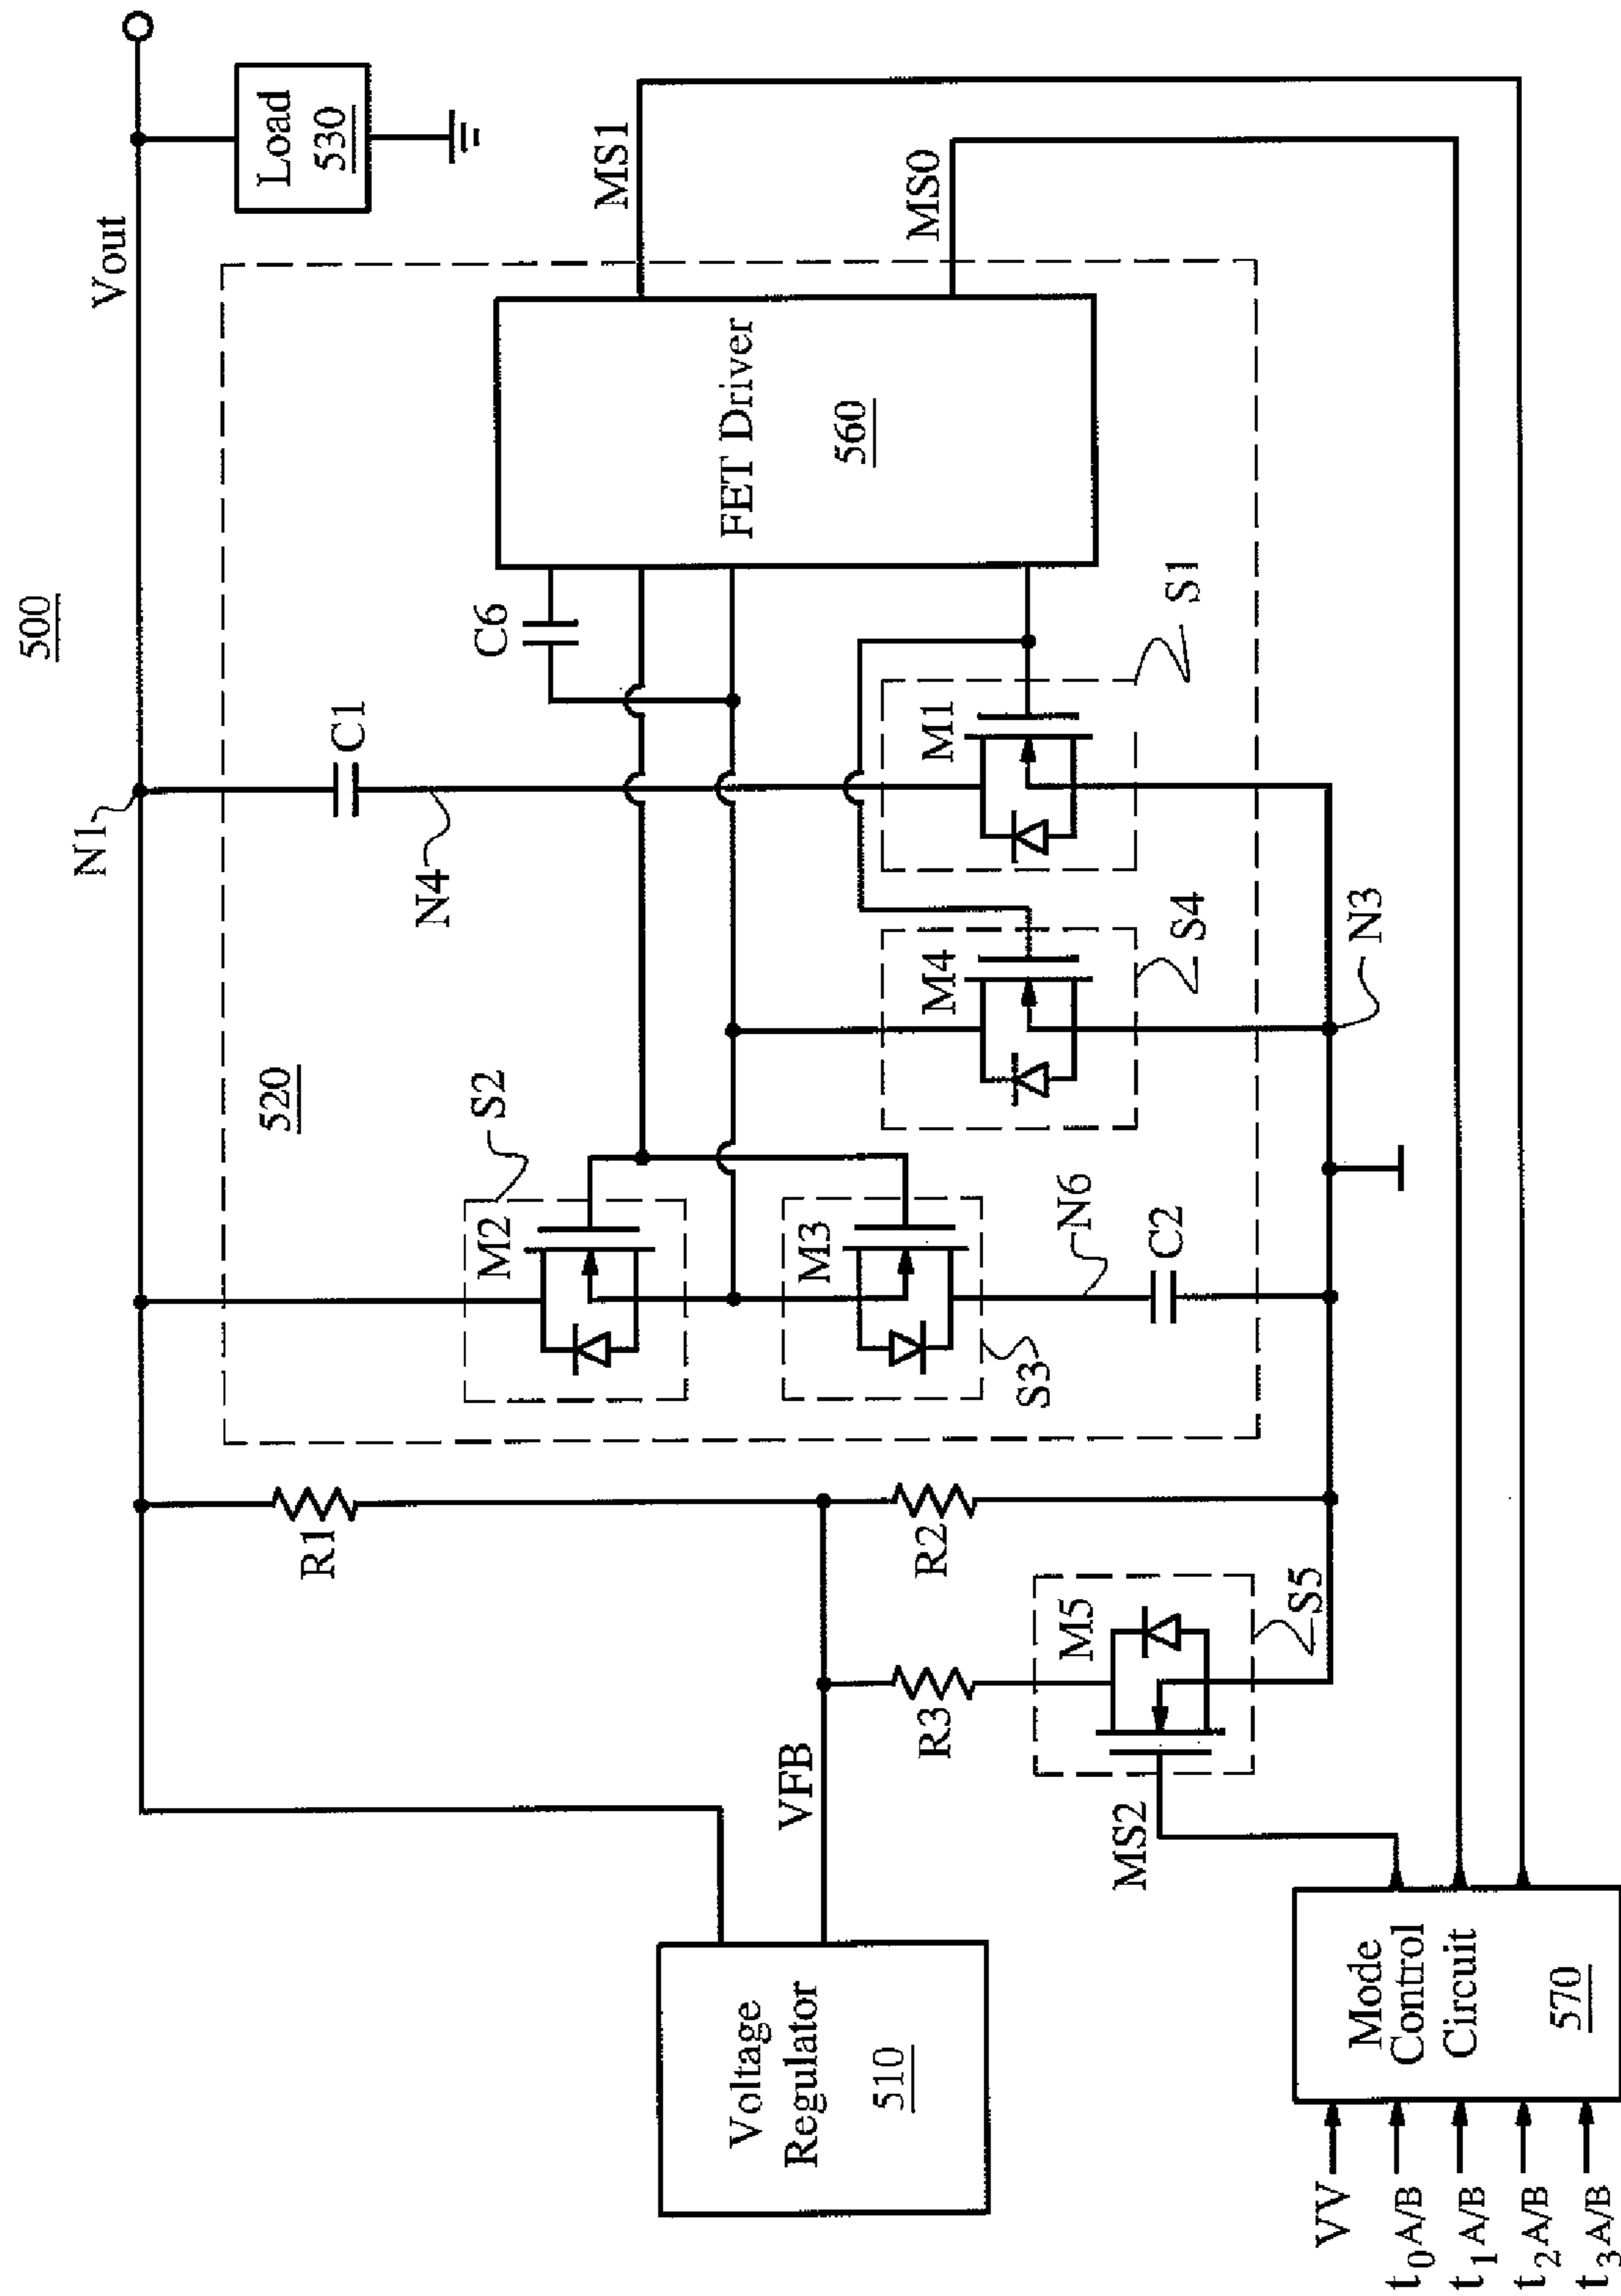 500
Vout
N1
Load
530
C1
N4
520
S2
M2
C6
MS1
FET Driver
560
MS0
M1
S1
M4
S4
M3
S3
N6
C2
N3
R1
R2
R3
VFB
M5
S5
MS2
Voltage
Regulator
510
Mode
Control
Circuit
570
VV
t0 A/B
t1 A/B
t2 A/B
t3 A/B